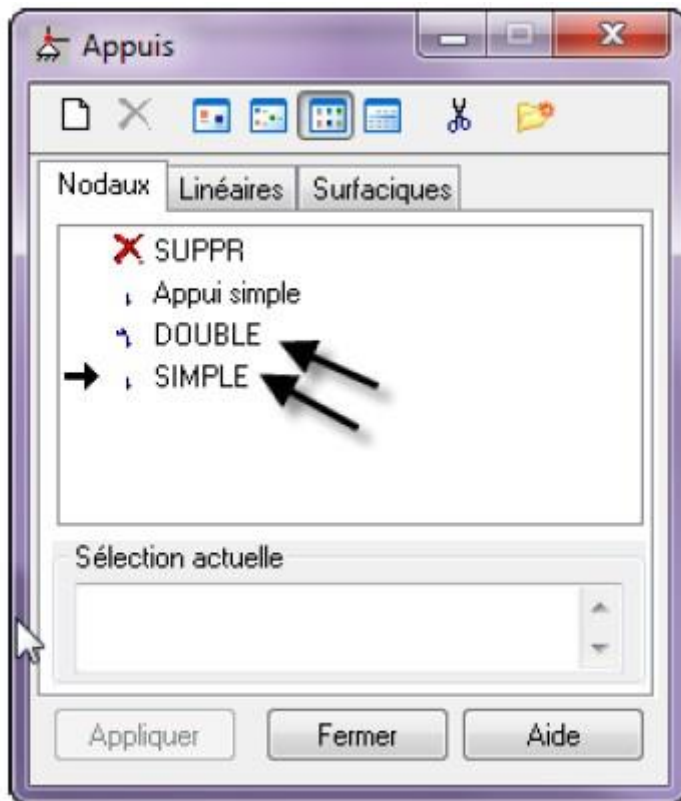 Appuis
Nodaux Linéaires Surfaciques
SUPPR
Appui simple
DOUBLE
SIMPLE
Sélection actuelle
Appliquer Fermer Aide